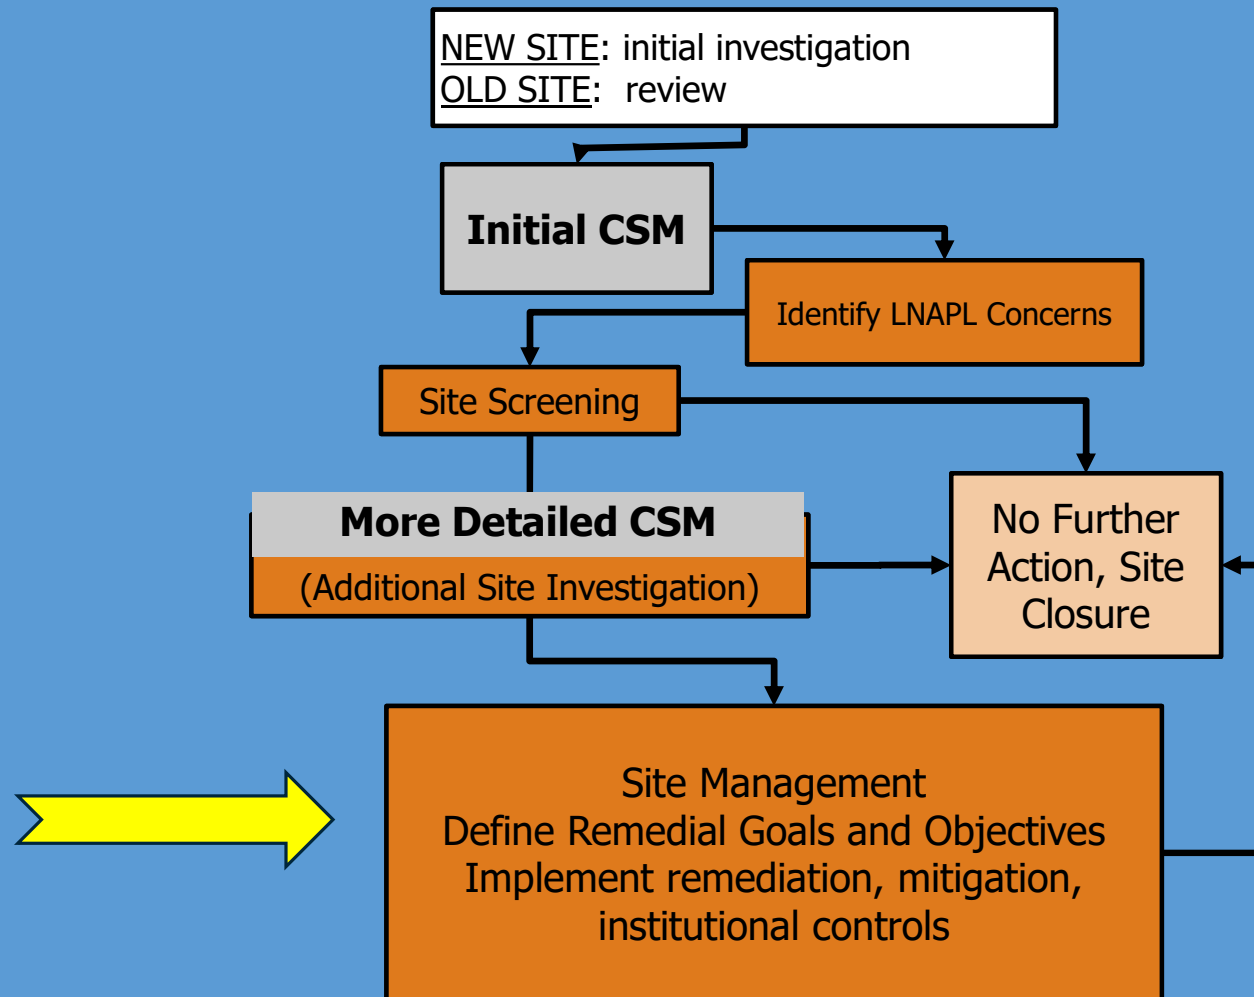 NEW SITE: initial investigation
OLD SITE: review
Initial CSM
Identify LNAPL Concerns
Site Screening
More Detailed CSM
(Additional Site Investigation)
No Further
Action, Site
Closure
Site Management
Define Remedial Goals and Objectives
Implement remediation, mitigation,
institutional controls